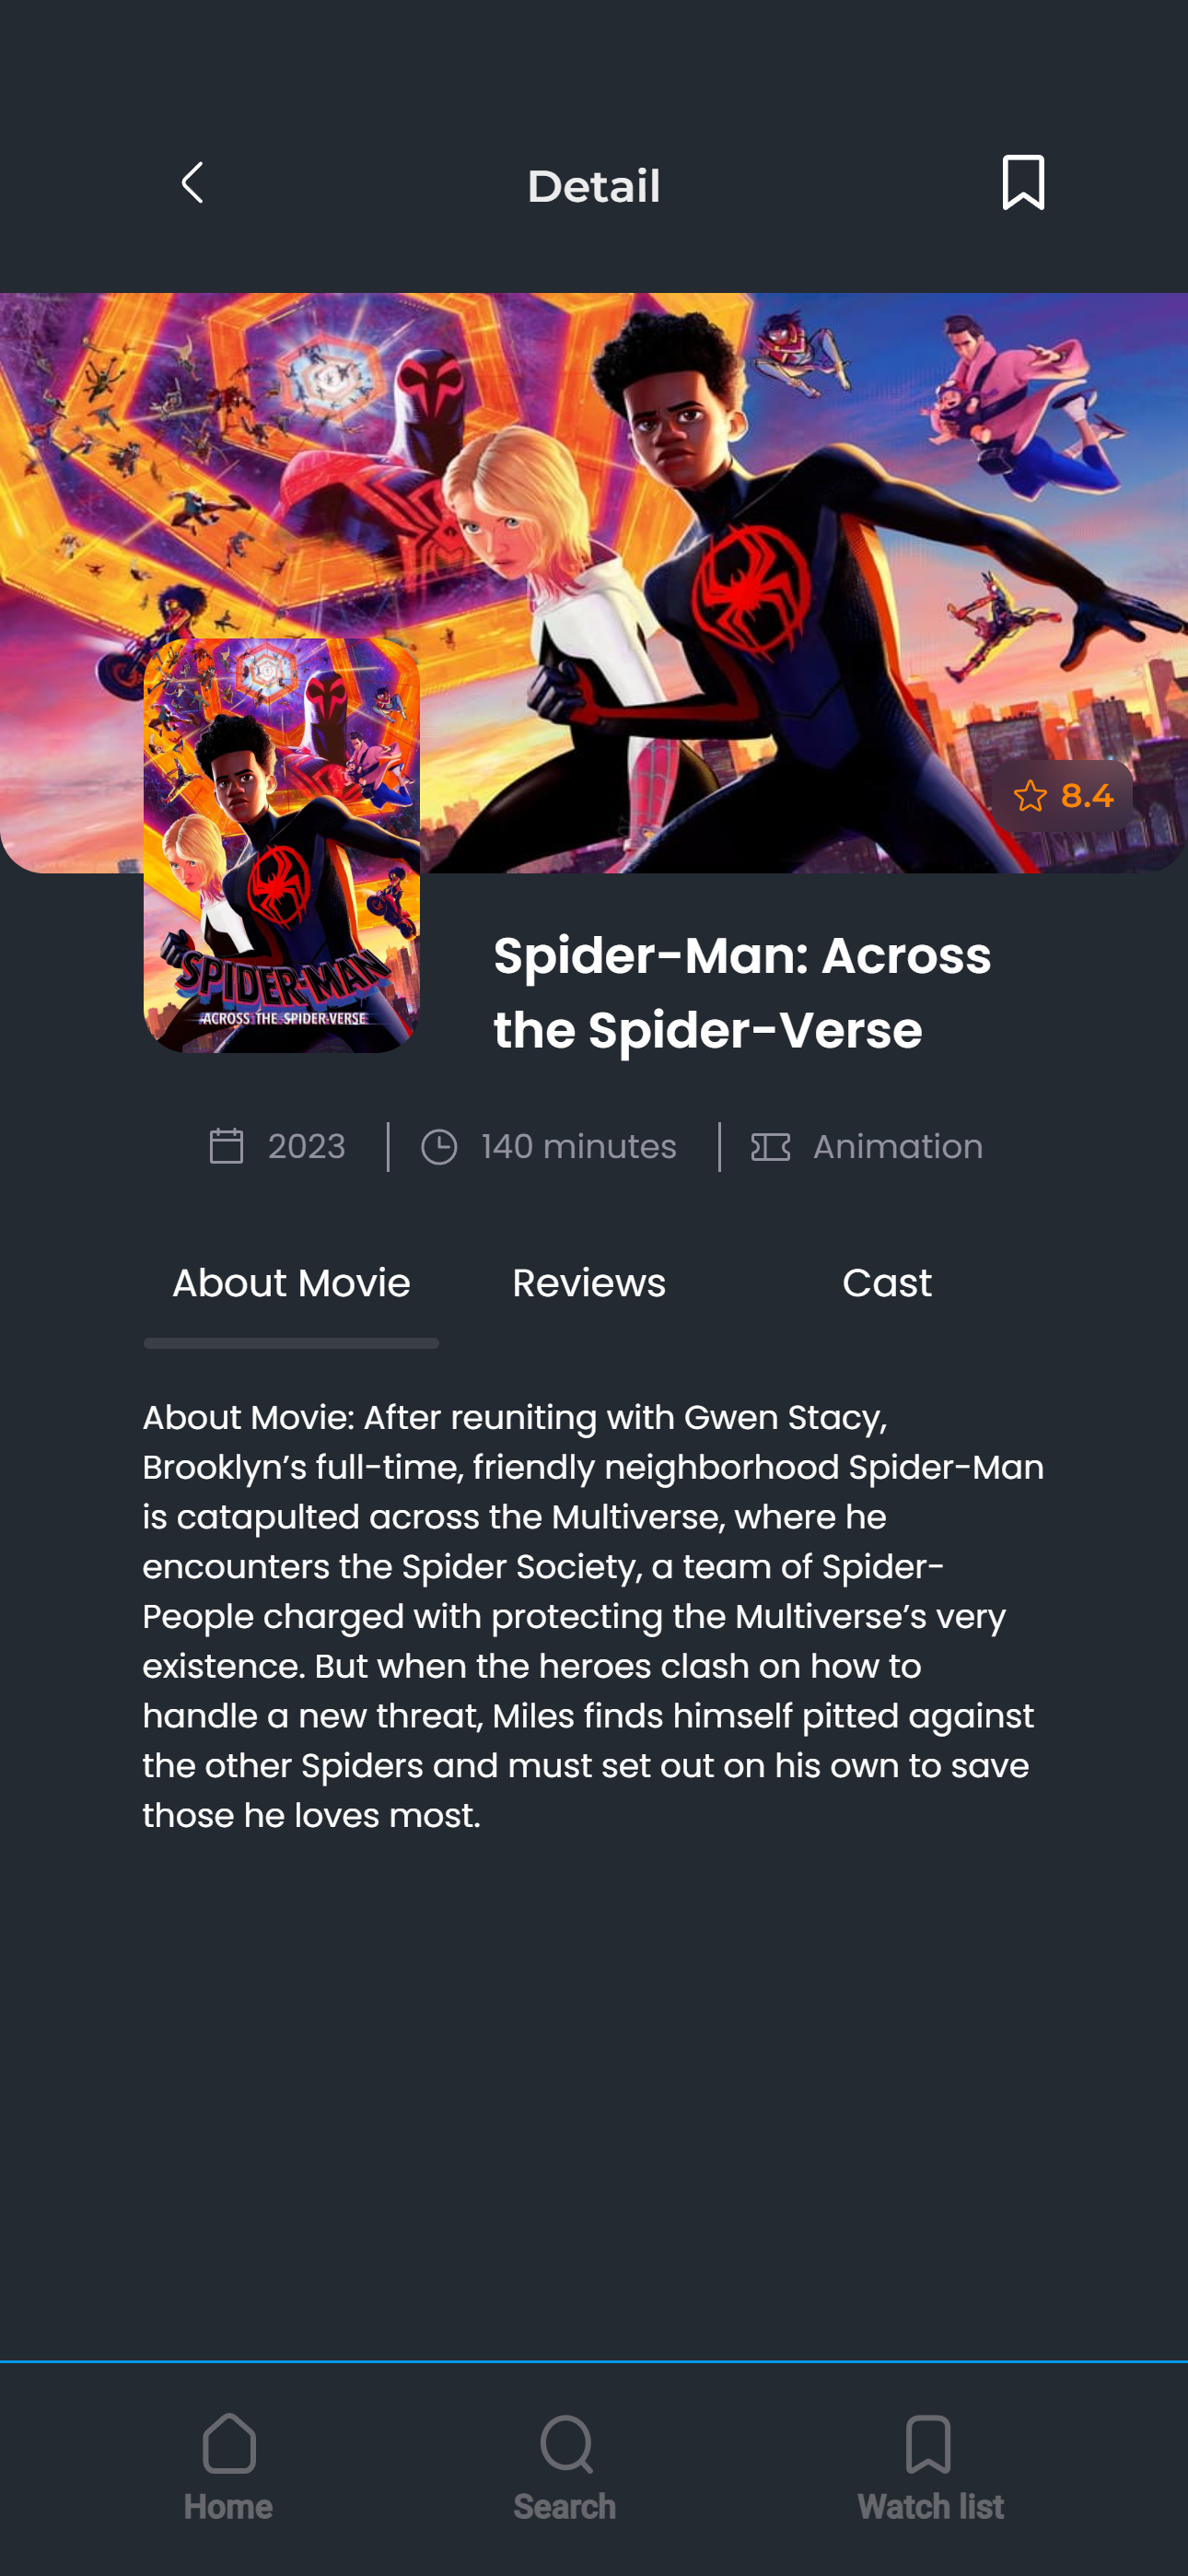 Detail
8.4
SPIDER-MAN
ACROSS THE SPIDER-VERSE
Spider-Man: Across
the Spider-Verse
2023
140 minutes
Animation
About Movie
Reviews
Cast
About Movie: After reuniting with Gwen Stacy,
Brooklyn’s full-time, friendly neighborhood Spider-Man
is catapulted across the Multiverse, where he
encounters the Spider Society, a team of Spider-
People charged with protecting the Multiverse’s very
existence. But when the heroes clash on how to
handle a new threat, Miles finds himself pitted against
the other Spiders and must set out on his own to save
those he loves most.
Home
Search
Watch list